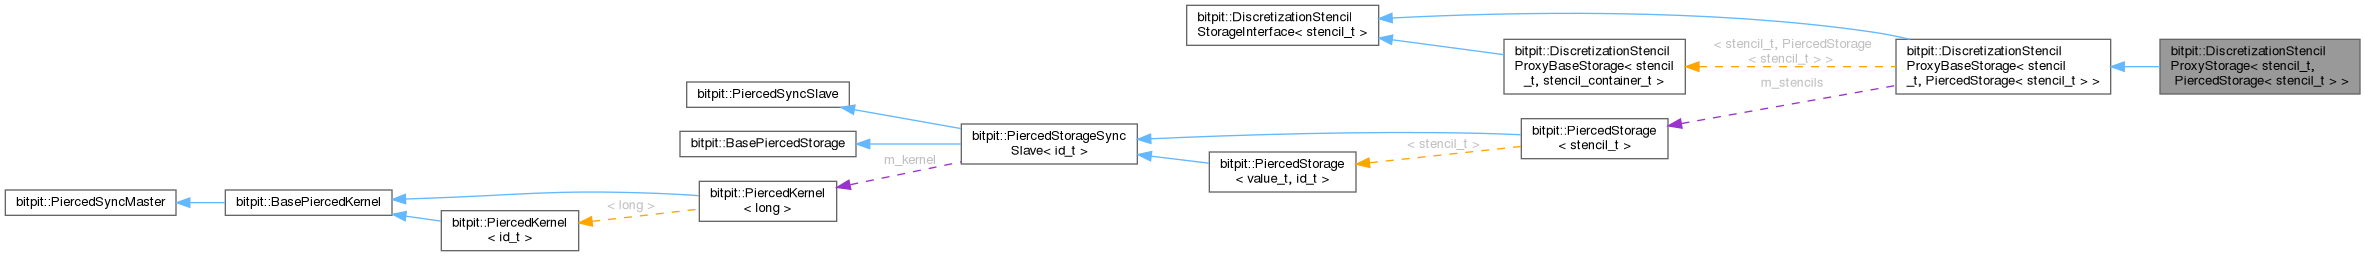 bitpit::DiscretizationStencil
StorageInterface< stencil_t >
bitpit::DiscretizationStencil
ProxyBaseStorage< stencil
_t, stencil_container_t >
< stencil_t, PiercedStorage
< stencil_t > >
bitpit::DiscretizationStencil
ProxyBaseStorage< stencil
_t, PiercedStorage< stencil_t > >
bitpit::DiscretizationStencil
ProxyStorage< stencil_t,
PiercedStorage< stencil_t > >
m_stencils
bitpit::PiercedSyncSlave
bitpit::BasePiercedStorage
bitpit::PiercedStorageSync
Slave< id_t >
bitpit::PiercedStorage
< stencil_t >
< stencil_t >
bitpit::PiercedStorage
< value_t, id_t >
m_kernel
bitpit::PiercedSyncMaster
bitpit::BasePiercedKernel
bitpit::PiercedKernel
< long >
< long >
bitpit::PiercedKernel
< id_t >